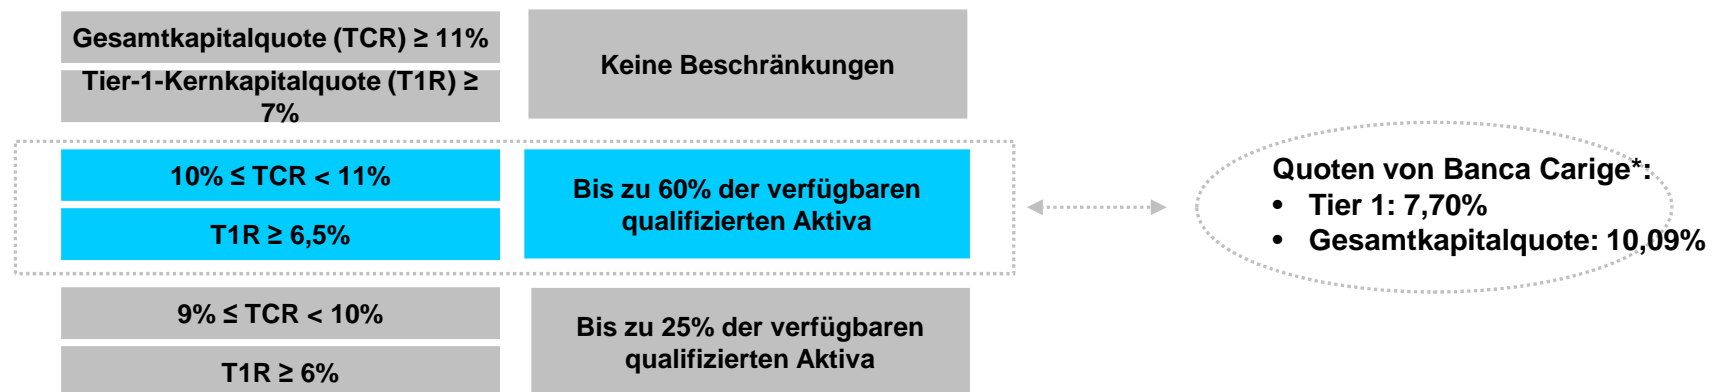 Gesamtkapitalquote (TCR) ≥ 11%
Tier-1-Kernkapitalquote (T1R) ≥
7%
Keine Beschränkungen
10% ≤ TCR < 11%
T1R ≥ 6,5%
Bis zu 60% der verfügbaren
qualifizierten Aktiva
Quoten von Banca Carige*:
• Tier 1: 7,70%
• Gesamtkapitalquote: 10,09%
9% ≤ TCR < 10%
T1R ≥ 6%
Bis zu 25% der verfügbaren
qualifizierten Aktiva